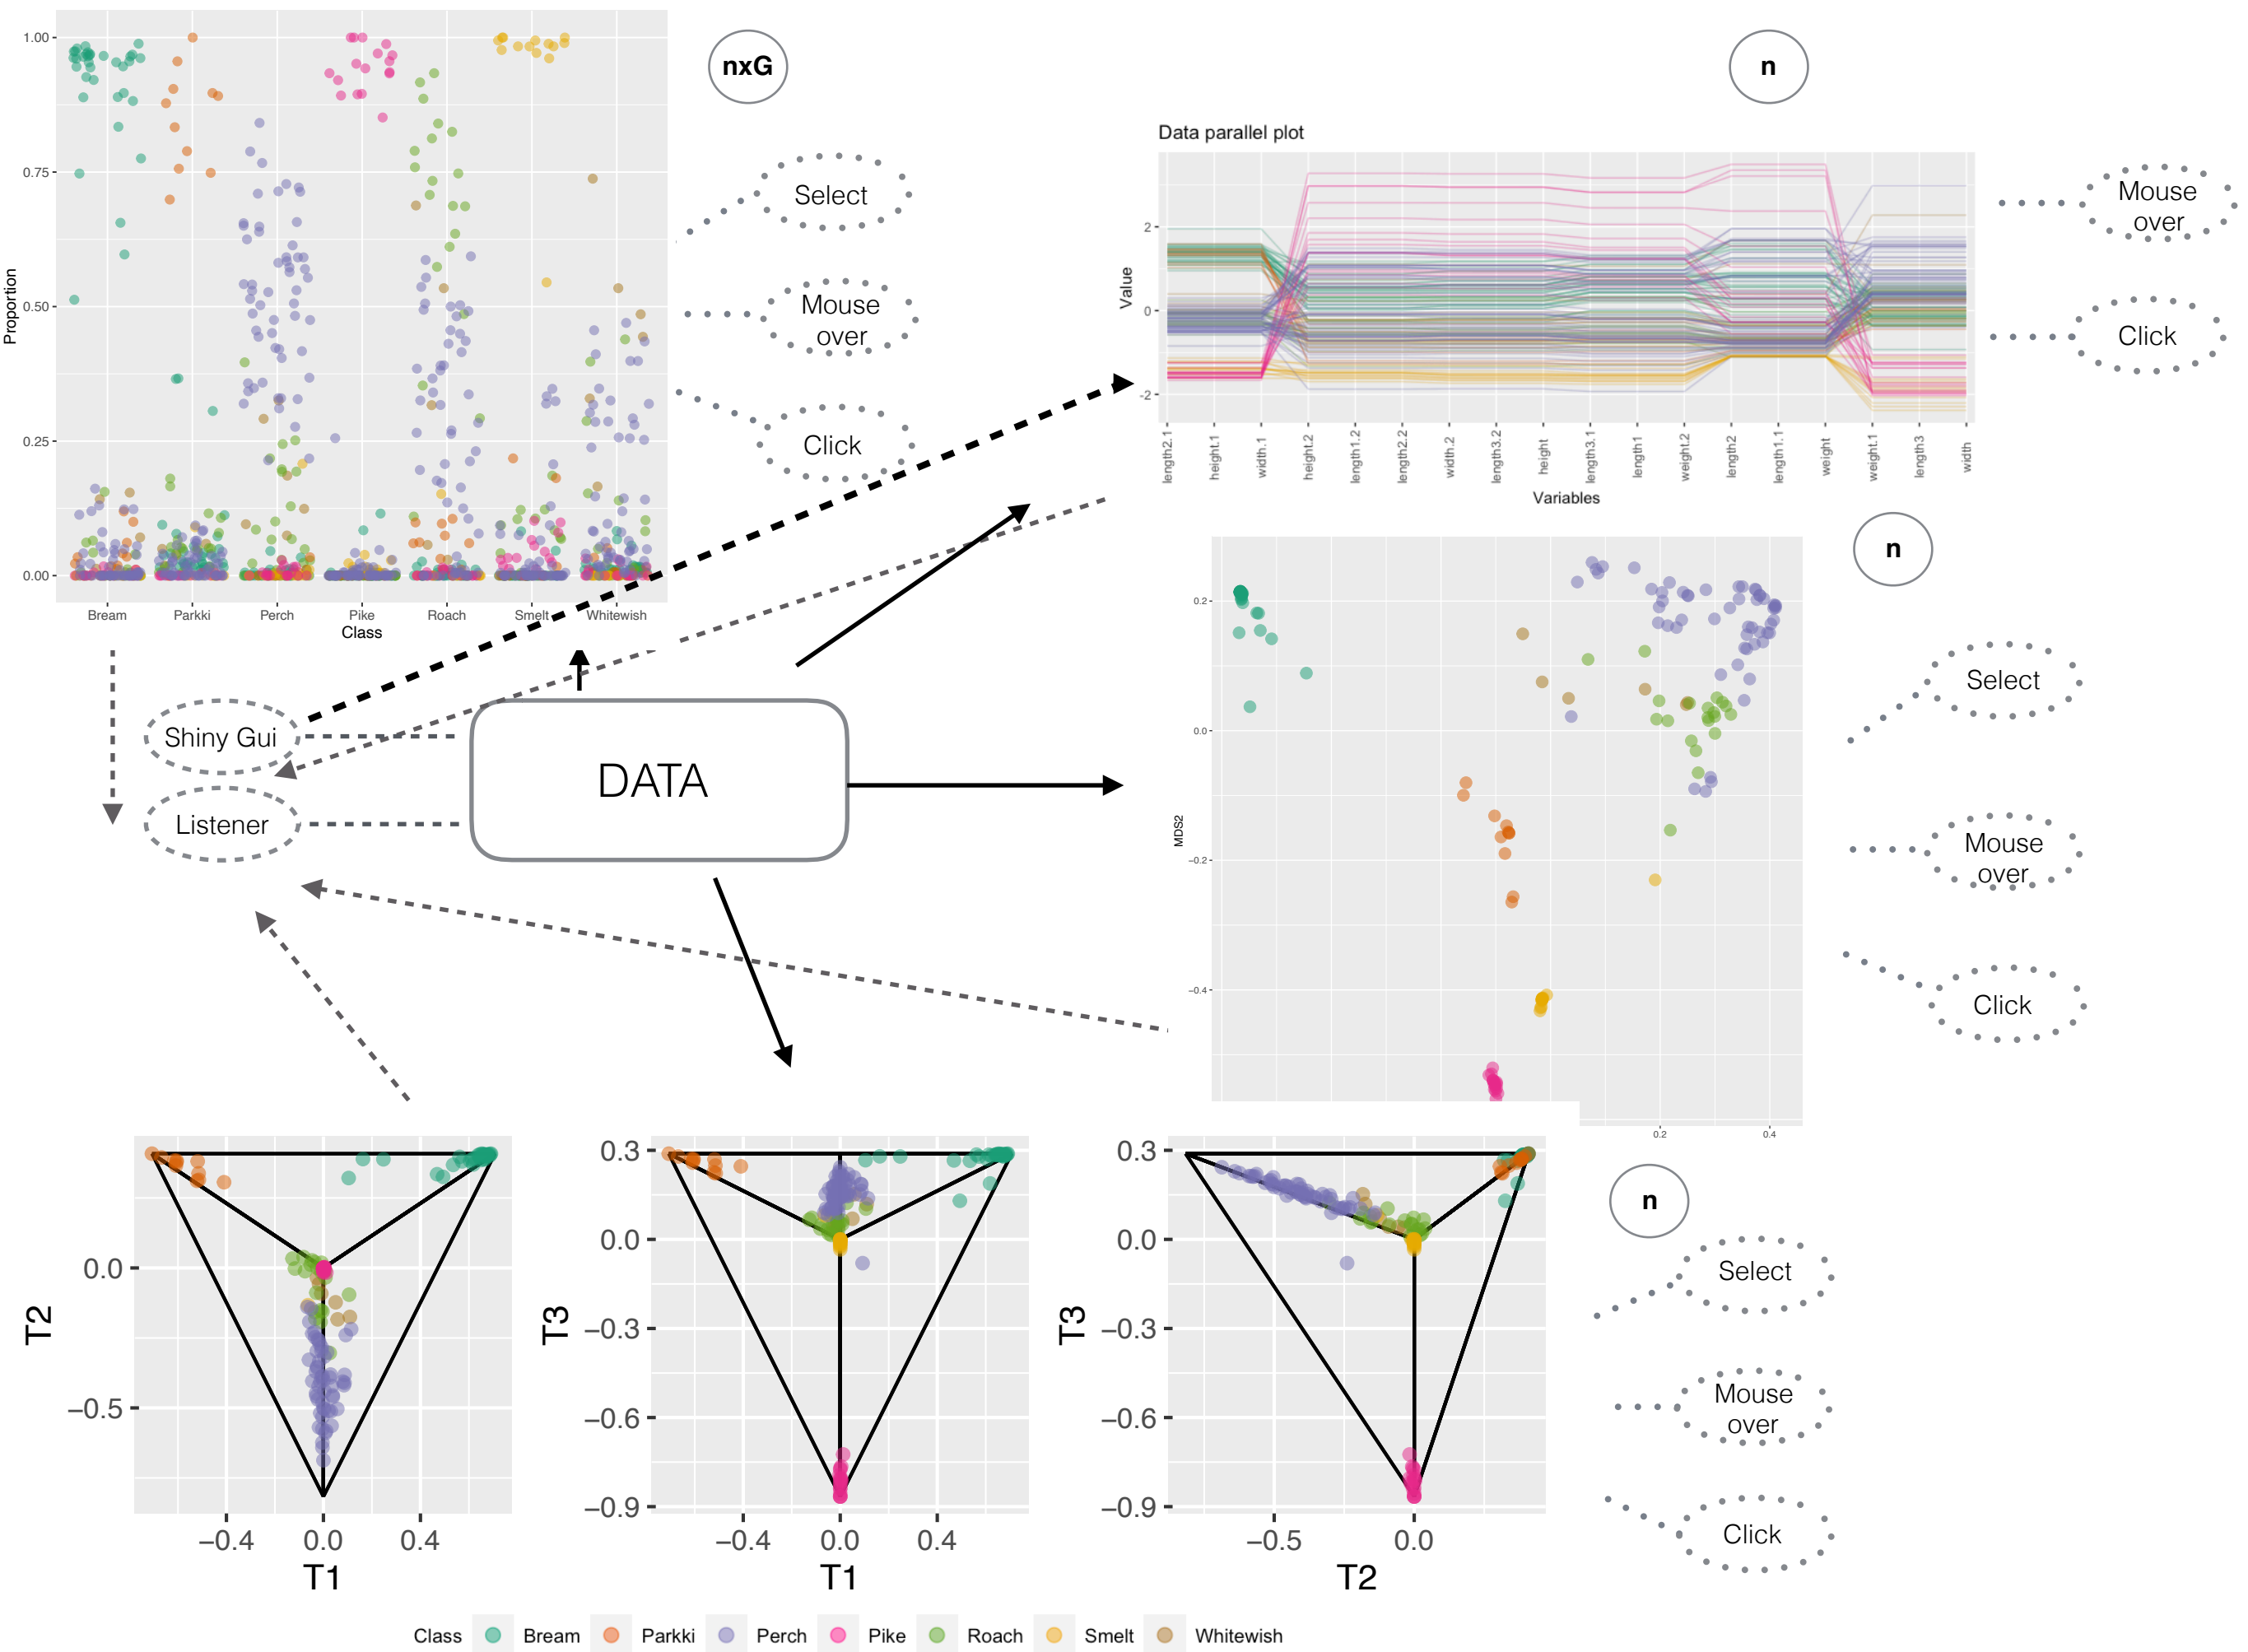 nxG
n
1.00
0.75
0.50
0.25
0.00
Proportion
Bream Parkki Perch Pike Roach Smelt Whitewish
Class
Select
Mouse
over
Click
Data parallel plot
2
0
-2
Value
length2.1 height.1 width.1 height.2 length1.2 length2.2 width.2 length3.2 height length3.1 length1 weight.2 length2 length1.1 weight weight.1 length3 width
Variables
Mouse
over
Click
n
0.2
0.0
−0.2
−0.4
MDS2
0.2 0.4
Select
Mouse
over
Click
Shiny Gui
Listener
DATA
0.0
−0.5
T2
−0.4 0.0 0.4
T1
0.3
0.0
−0.3
−0.6
−0.9
T3
−0.4 0.0 0.4
T1
0.3
0.0
−0.3
−0.6
−0.9
T3
−0.5 0.0
T2
n
Select
Mouse
over
Click
Class Bream Parkki Perch Pike Roach Smelt Whitewish